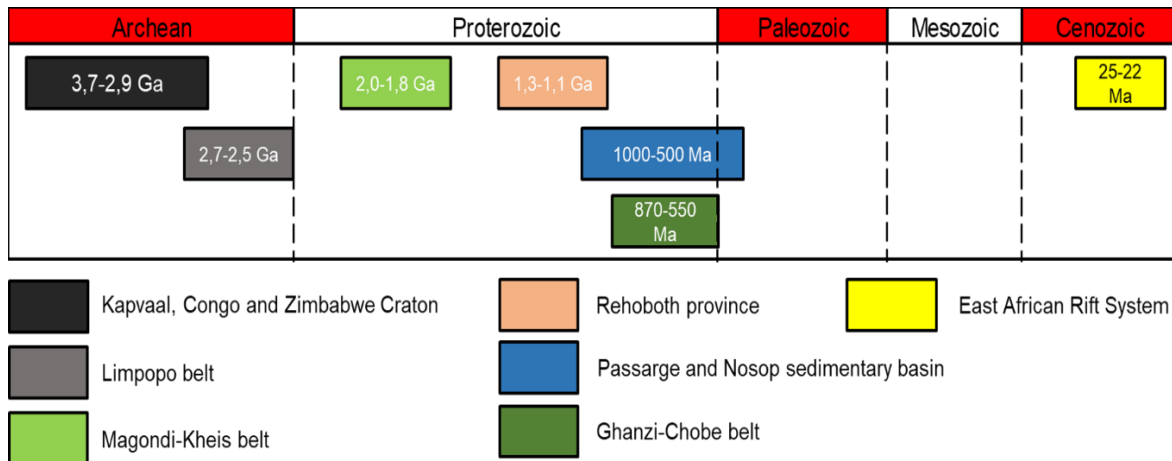 Archean Proterozoic Paleozoic Mesozoic Cenozoic
3,7-2,9 Ga 2,0-1,8 Ga 1,3-1,1 Ga 25-22
Ma
2,7-2,5 Ga 1000-500 Ma
870-550
Ma
Kapvaal, Congo and Zimbabwe Craton Rehoboth province East African Rift System
Limpopo belt Passarge and Nosop sedimentary basin
Magondi-Kheis belt Ghanzi-Chobe belt